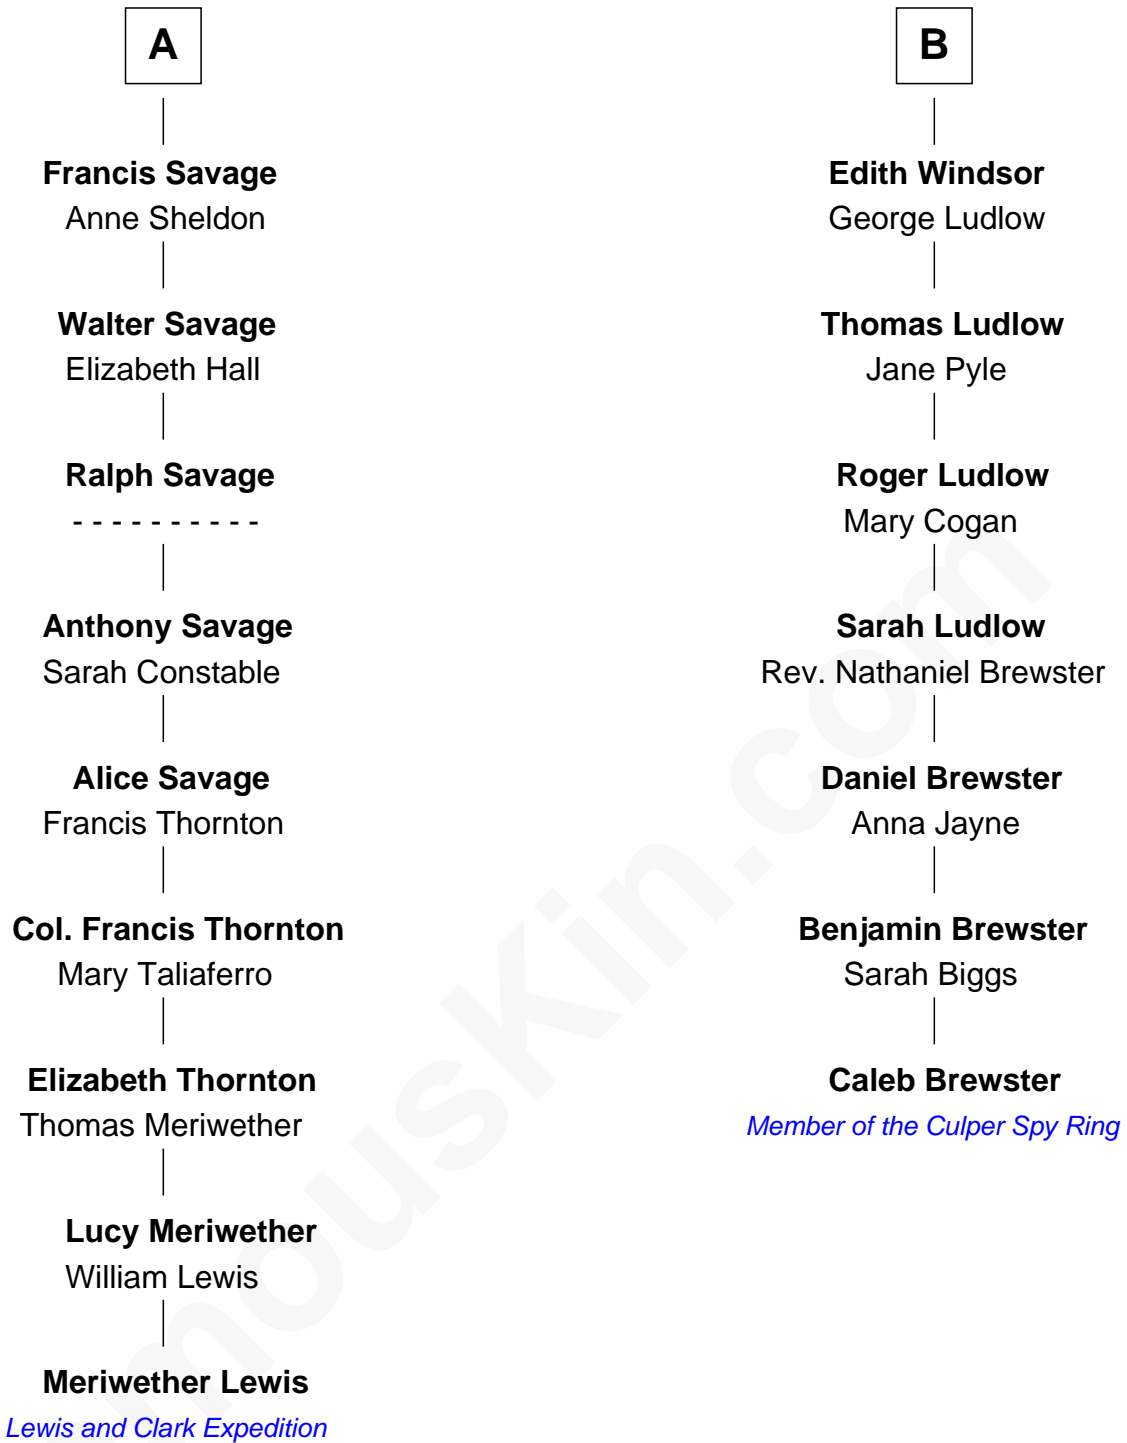 A
Francis Savage
Anne Sheldon
Walter Savage
Elizabeth Hall
Ralph Savage
- - - - - - - - - -
Anthony Savage
Sarah Constable
Alice Savage
Francis Thornton
Col. Francis Thornton
Mary Taliaferro
Elizabeth Thornton
Thomas Meriwether
Lucy Meriwether
William Lewis
Meriwether Lewis
Lewis and Clark Expedition
B
Edith Windsor
George Ludlow
Thomas Ludlow
Jane Pyle
Roger Ludlow
Mary Cogan
Sarah Ludlow
Rev. Nathaniel Brewster
Daniel Brewster
Anna Jayne
Benjamin Brewster
Sarah Biggs
Caleb Brewster
Member of the Culper Spy Ring
mouskin.com